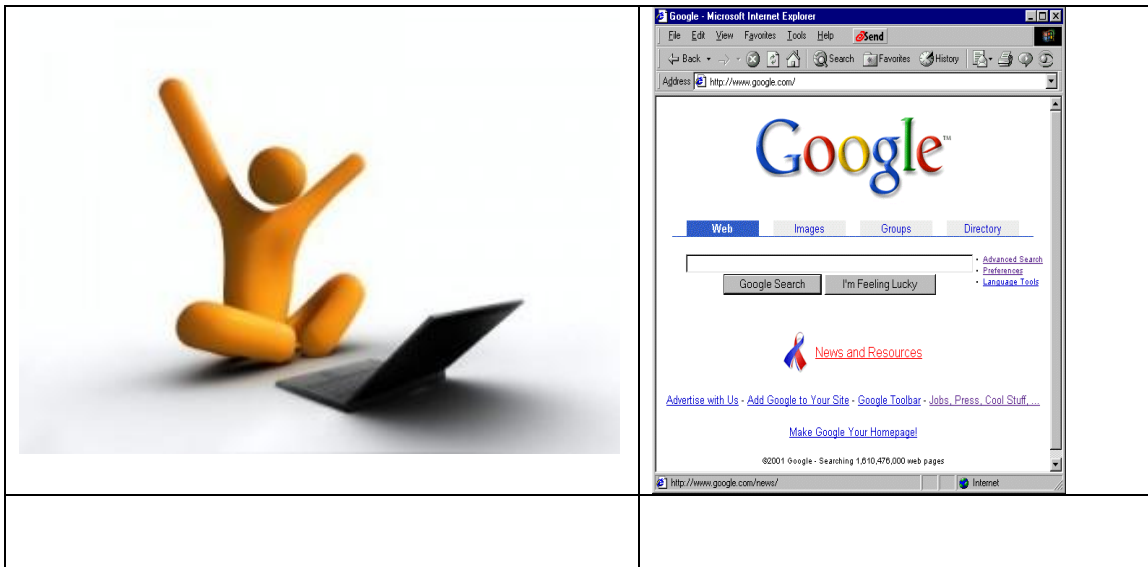 Google - Microsoft Internet Explorer
File Edit View Favorites Tools Help Send
Back Search Favorites History
Address http://www.google.com/
Google™
Web Images Groups Directory
• Advanced Search
• Preferences
• Language Tools
Google Search I'm Feeling Lucky
News and Resources
Advertise with Us - Add Google to Your Site - Google Toolbar - Jobs, Press, Cool Stuff, ...
Make Google Your Homepage!
©2001 Google - Searching 1,610,476,000 web pages
http://www.google.com/news/ Internet